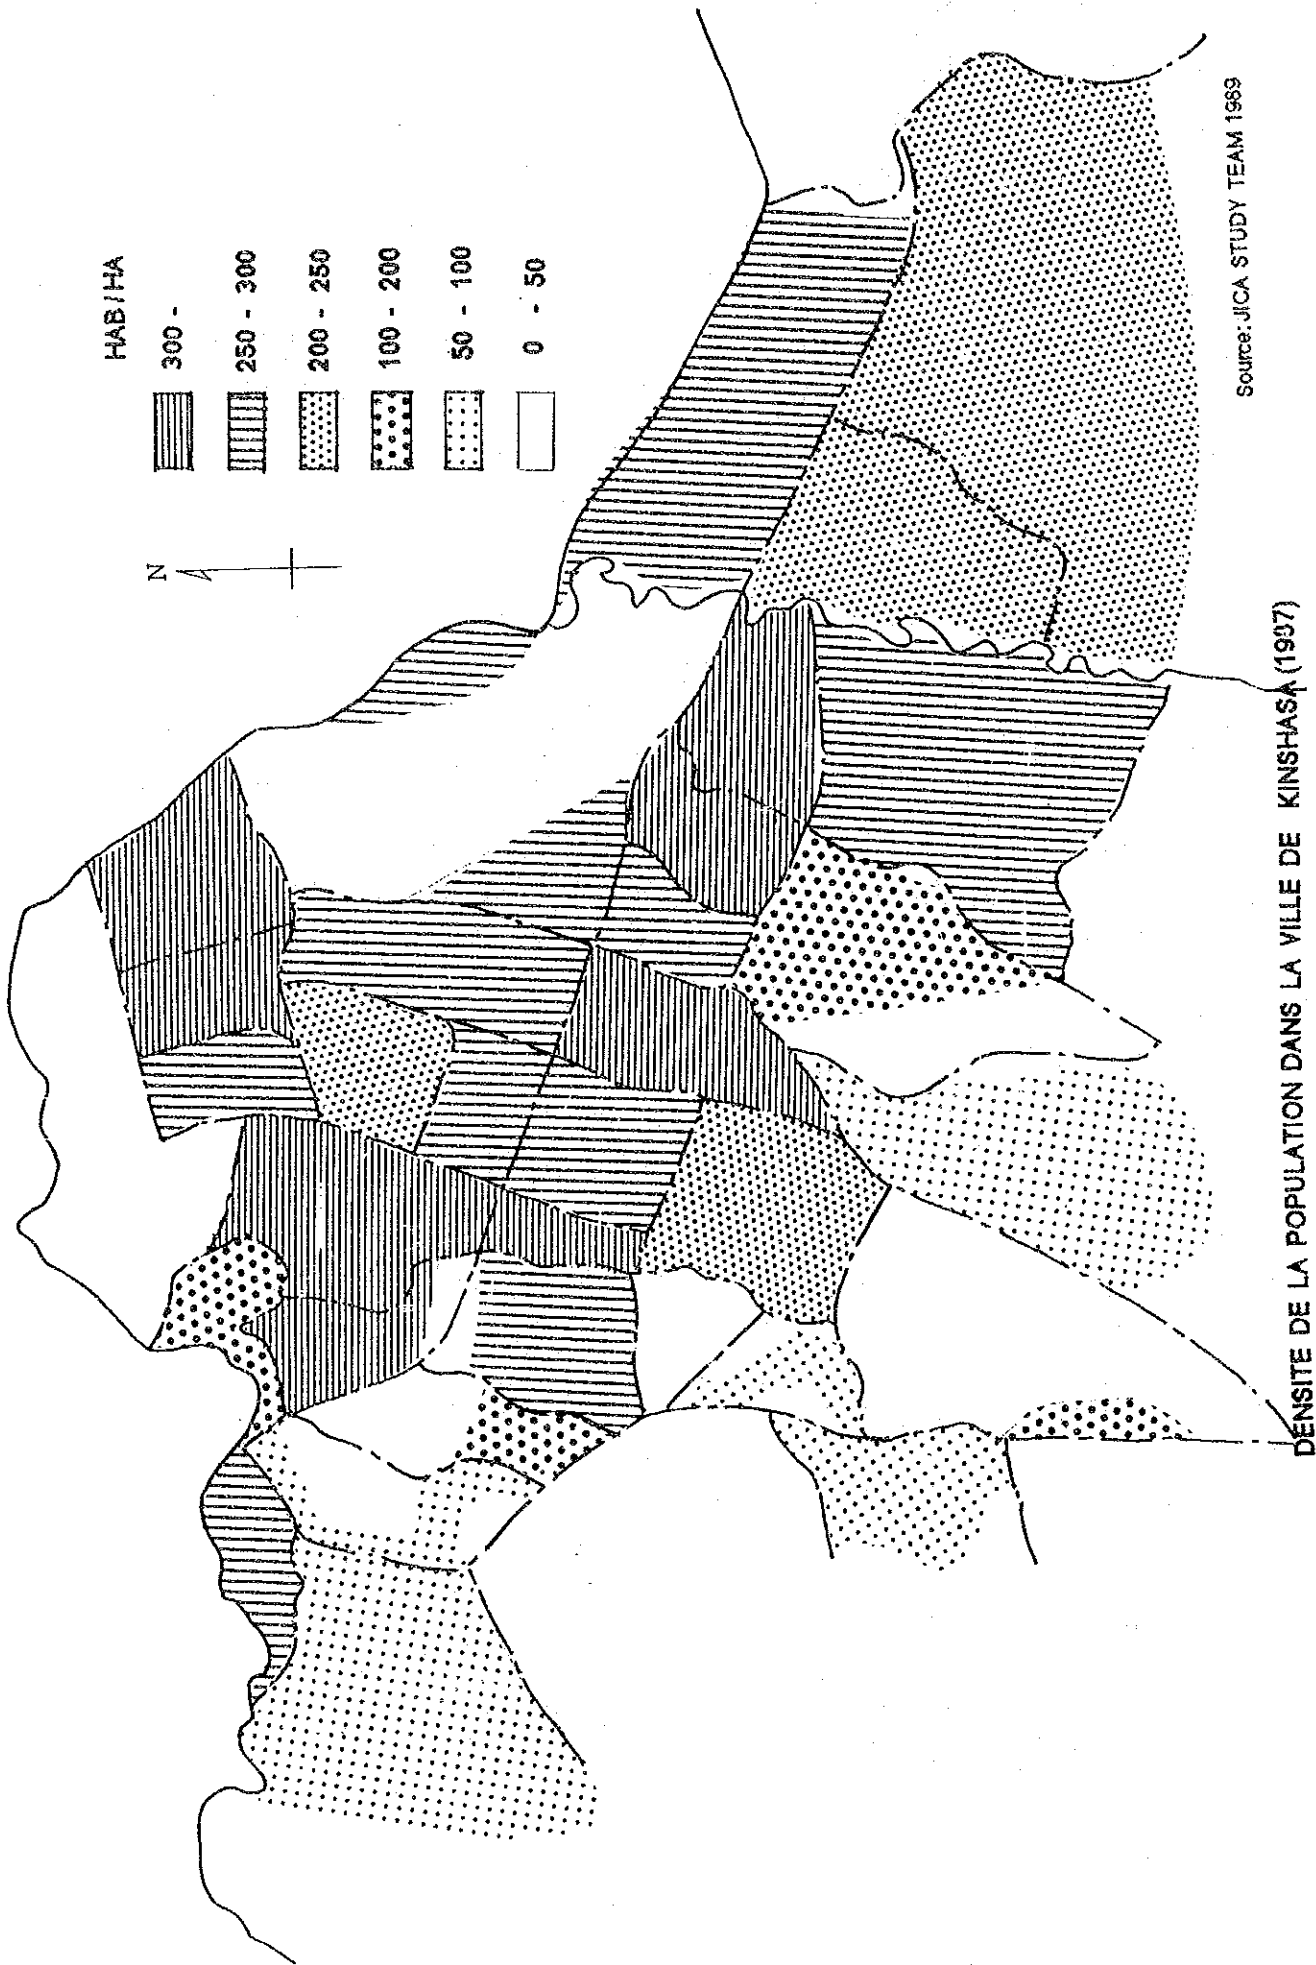 N
HAB / HA
300 -
250 - 300
200 - 250
100 - 200
50 - 100
0 - 50
Source: JICA STUDY TEAM 1989
DENSITE DE LA POPULATION DANS LA VILLE DE KINSHASA (1987)